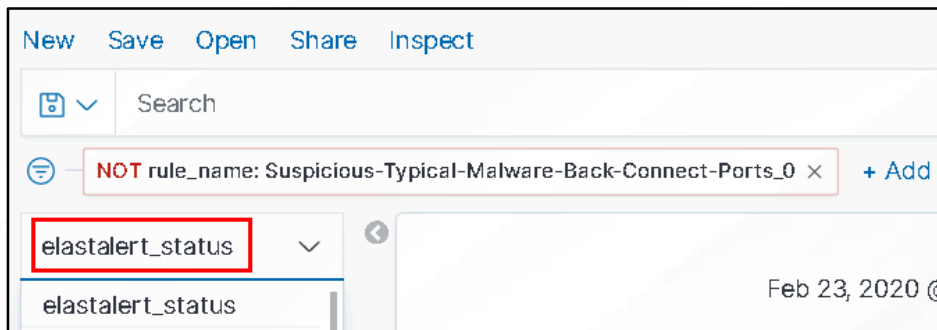 New Save Open Share Inspect
Search
NOT rule_name: Suspicious-Typical-Malware-Back-Connect-Ports_0 × + Add
elastalert_status
elastalert_status
Feb 23, 2020 @